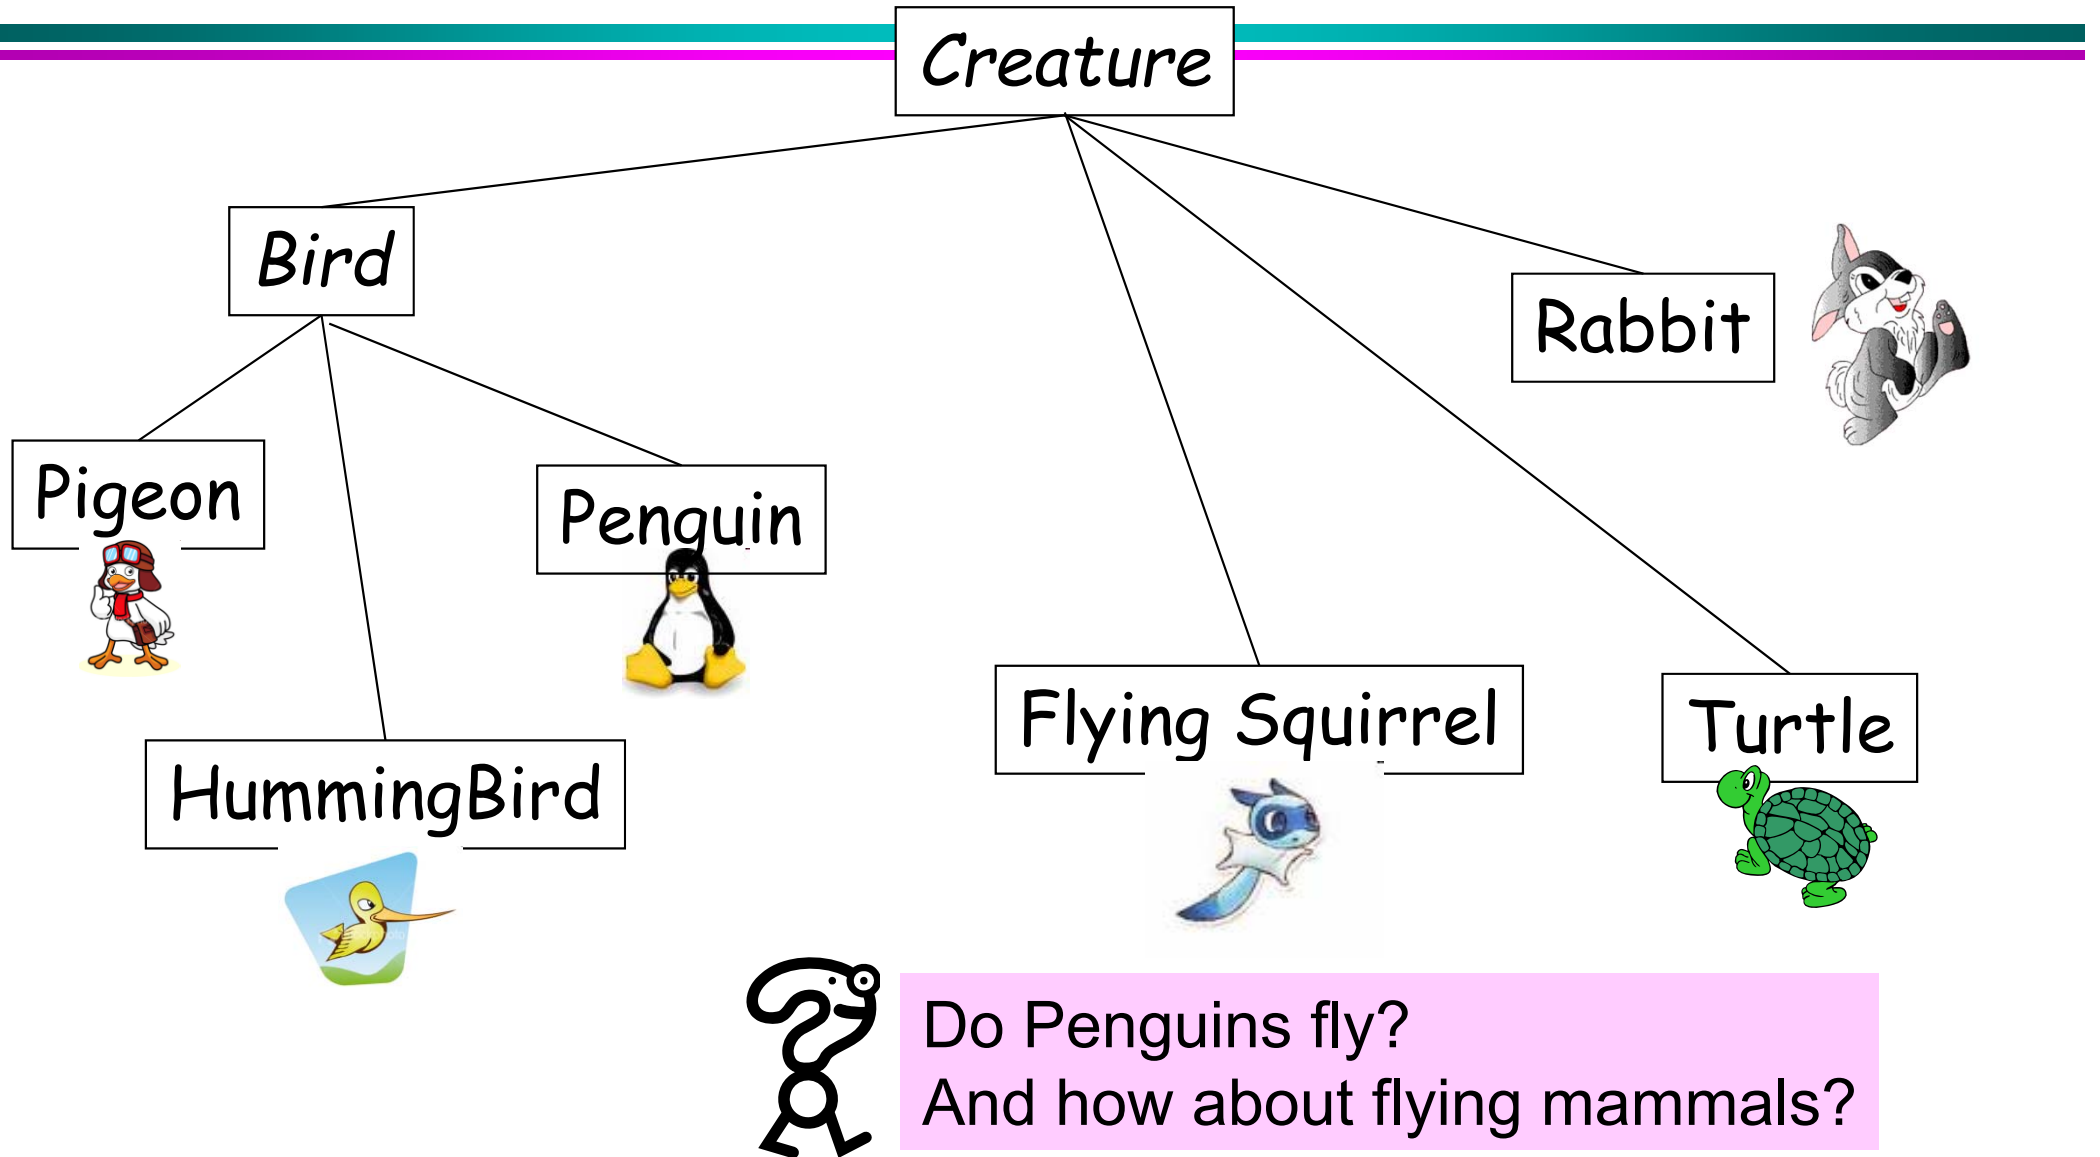 Creature
Bird
Rabbit
Pigeon
Penguin
Flying Squirrel
Turtle
HummingBird
Do Penguins fly?
And how about flying mammals?